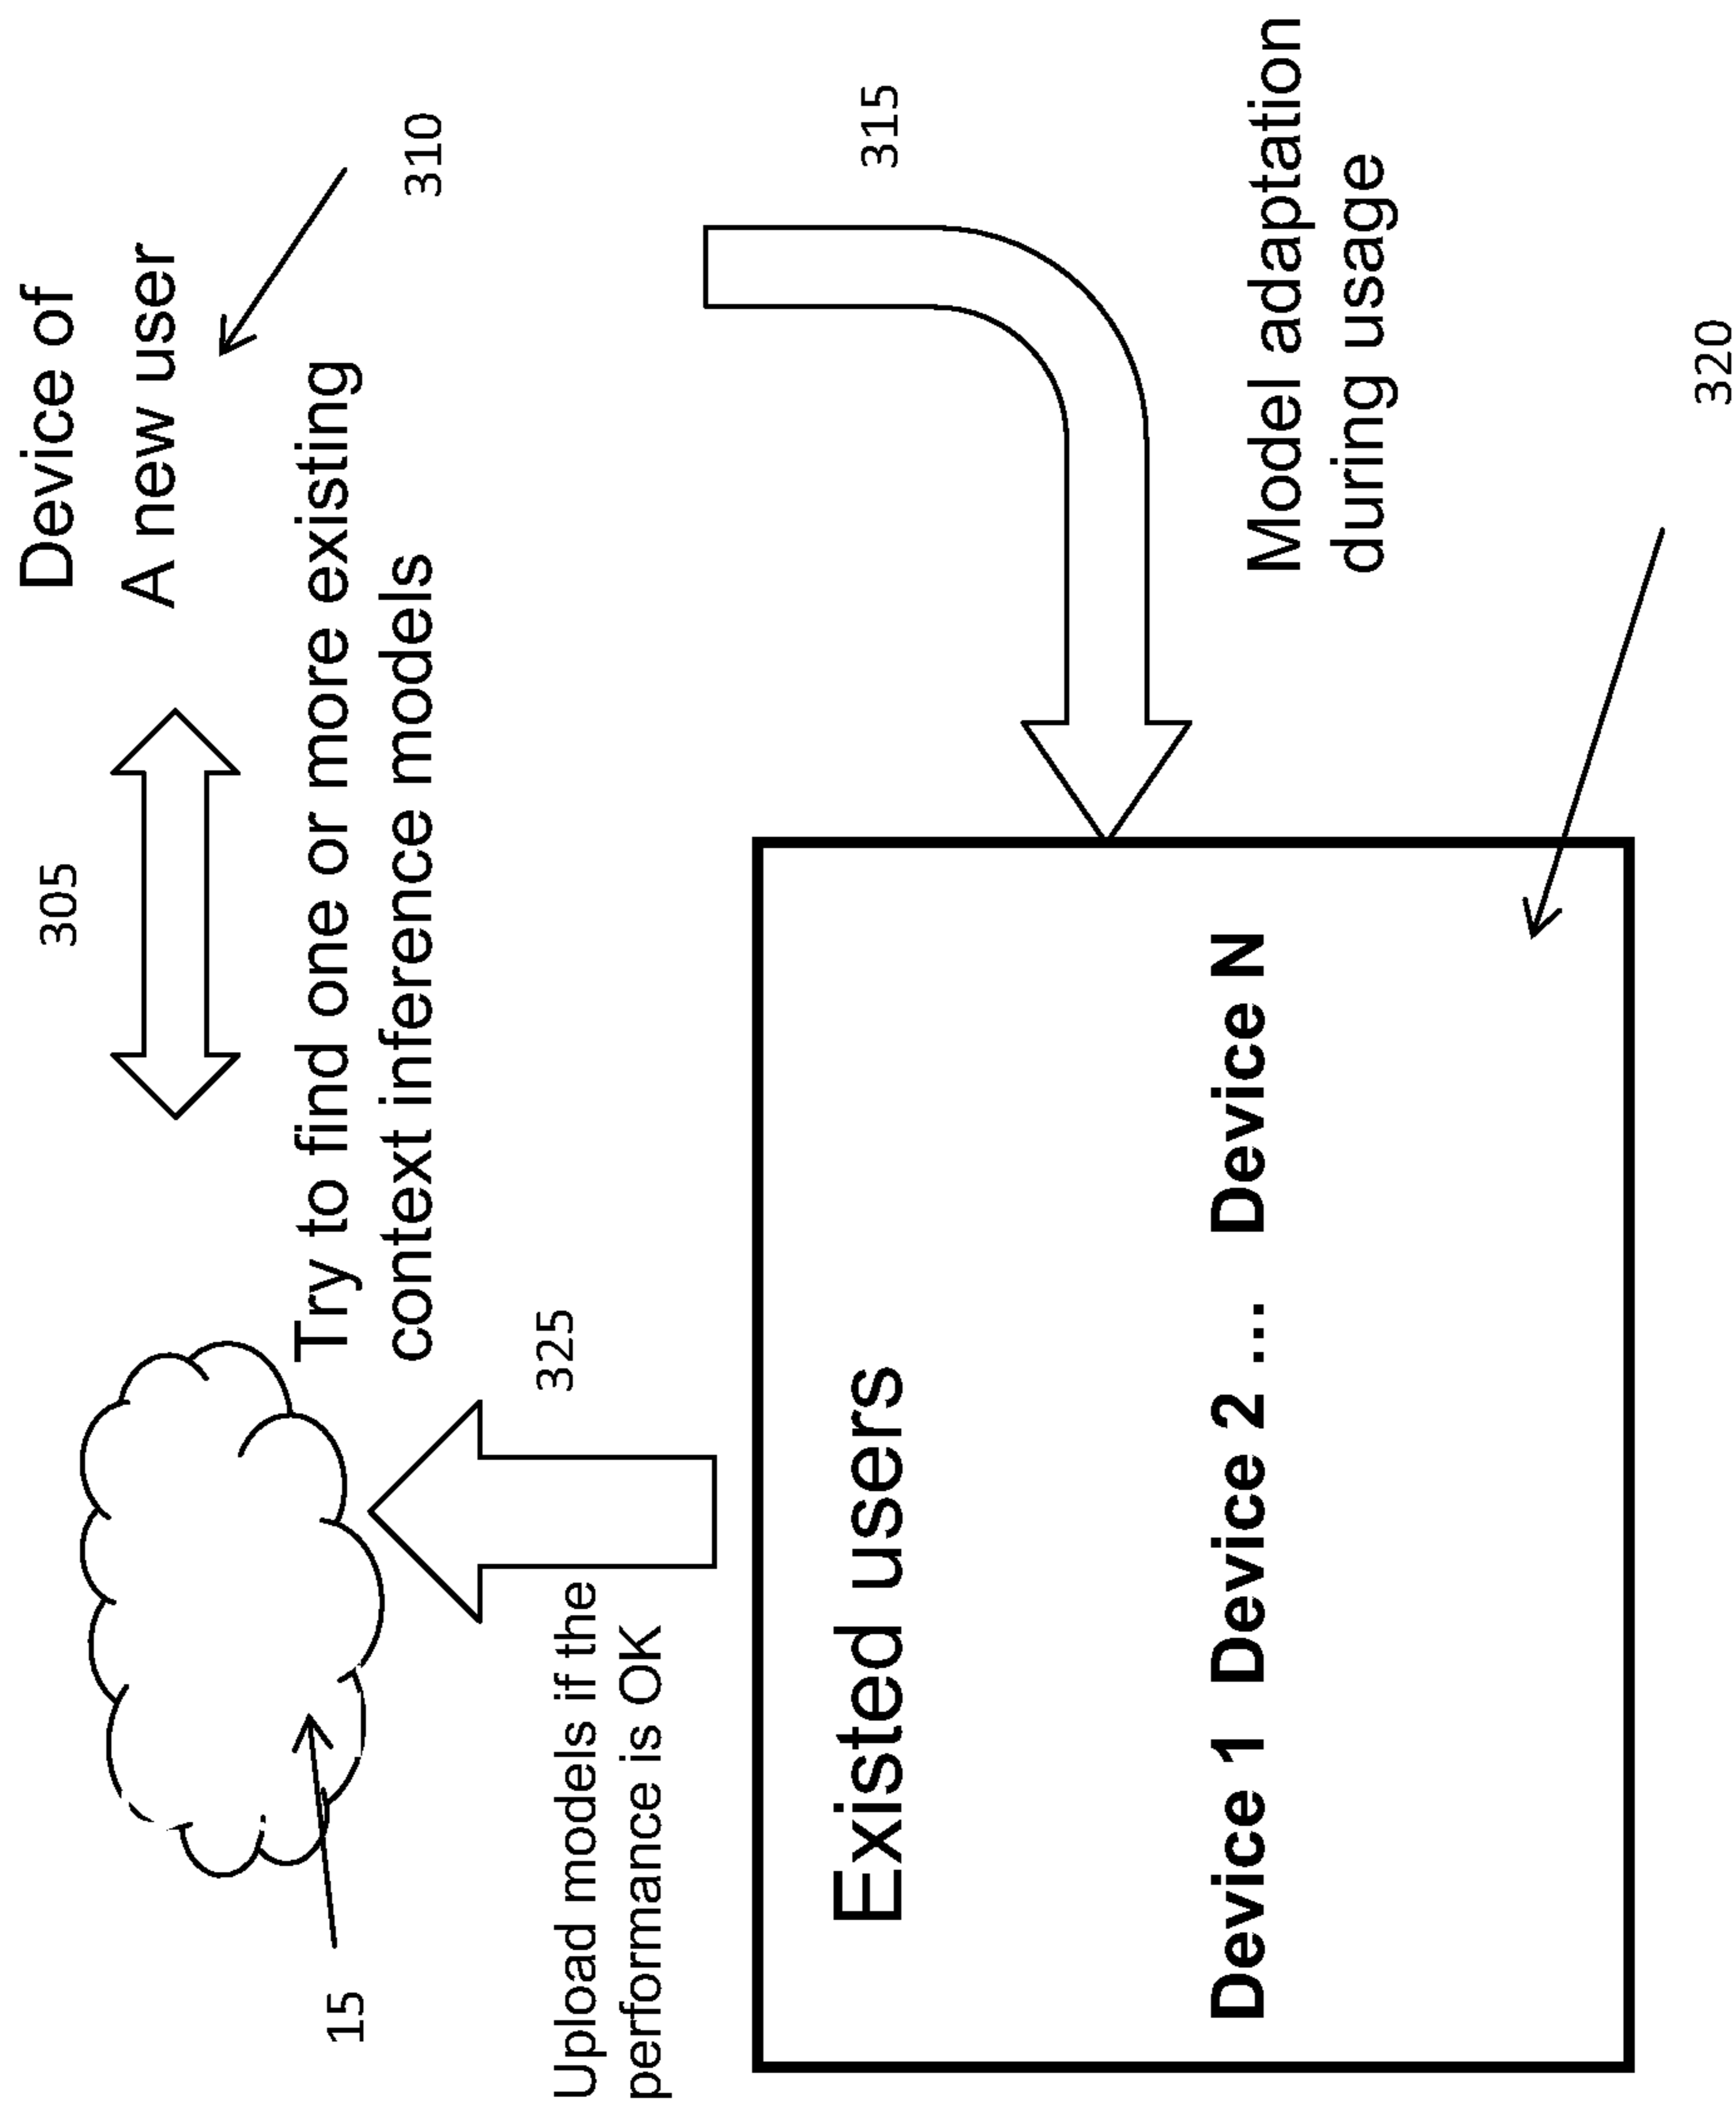 305
Device of
A new user
310
Try to find one or more existing
context inference models
15
325
315
Upload models if the
performance is OK
Existed users
Model adaptation
during usage
Device 1 Device 2 ... Device N
320